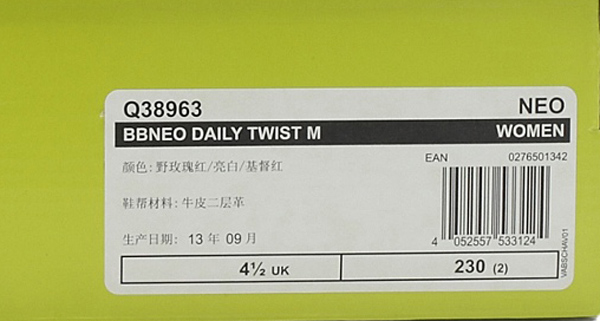 Q38963 NEO
BBNEO DAILY TWIST M WOMEN
EAN 0276501342
颜色:野玫瑰红/亮白/基督红
鞋帮材料:牛皮二层革
生产日期: 13 年 09 月
4 052557 533124
VABSCHAV01
4½ UK 230 (2)